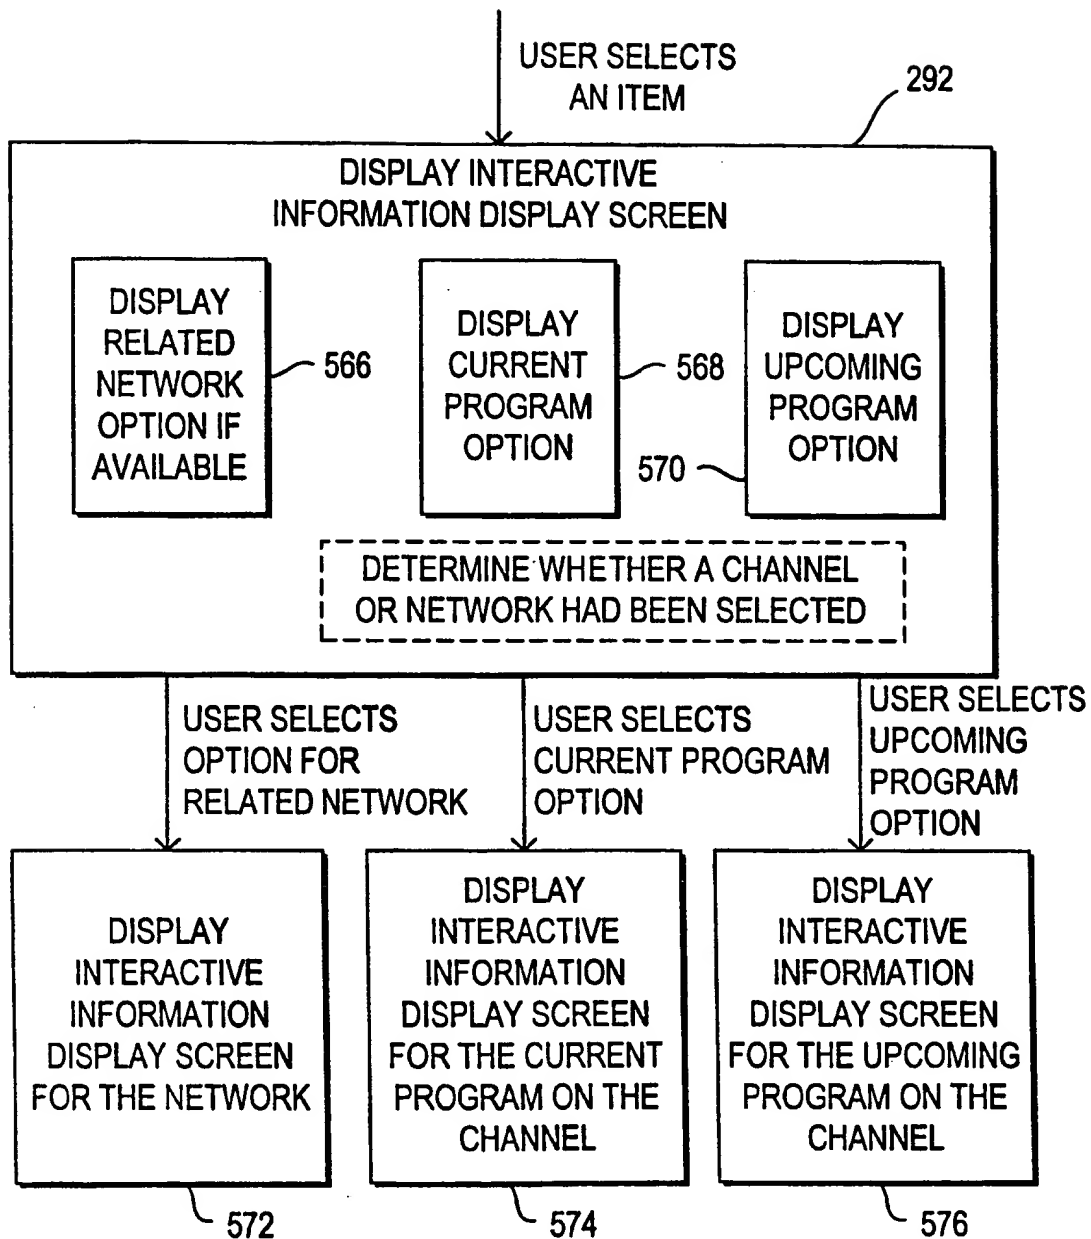 USER SELECTS
AN ITEM
292
DISPLAY INTERACTIVE
INFORMATION DISPLAY SCREEN
DISPLAY
RELATED
NETWORK
OPTION IF
AVAILABLE
566
DISPLAY
CURRENT
PROGRAM
OPTION
568
DISPLAY
UPCOMING
PROGRAM
OPTION
570
DETERMINE WHETHER A CHANNEL
OR NETWORK HAD BEEN SELECTED
USER SELECTS
OPTION FOR
RELATED NETWORK
USER SELECTS
CURRENT PROGRAM
OPTION
USER SELECTS
UPCOMING
PROGRAM
OPTION
DISPLAY
INTERACTIVE
INFORMATION
DISPLAY SCREEN
FOR THE NETWORK
572
DISPLAY
INTERACTIVE
INFORMATION
DISPLAY SCREEN
FOR THE CURRENT
PROGRAM ON THE
CHANNEL
574
DISPLAY
INTERACTIVE
INFORMATION
DISPLAY SCREEN
FOR THE UPCOMING
PROGRAM ON THE
CHANNEL
576